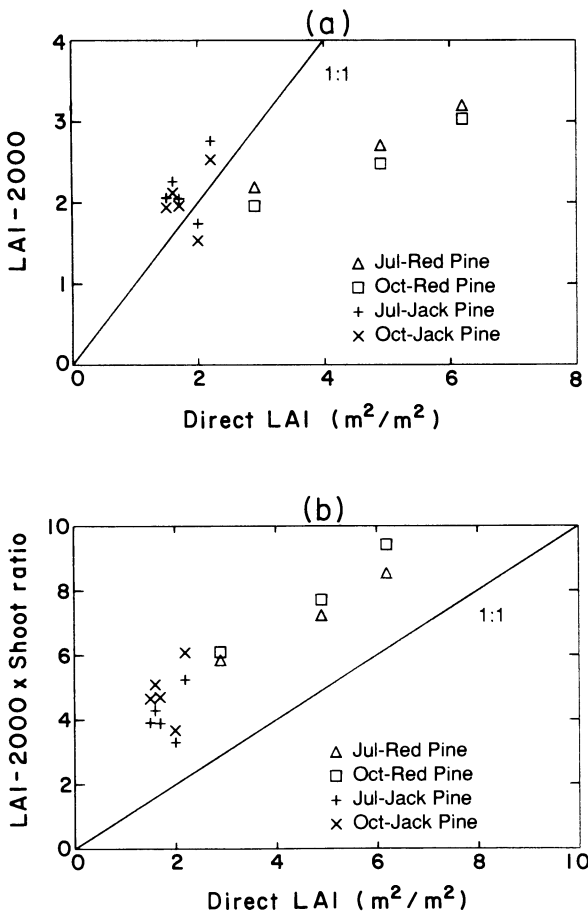 (a)
4
3
2
1
0
LAI-2000
1:1
△ Jul-Red Pine
□ Oct-Red Pine
+ Jul-Jack Pine
× Oct-Jack Pine
0 2 4 6 8
Direct LAI (m²/m²)
(b)
10
8
6
4
2
0
LAI-2000 x Shoot ratio
1:1
△ Jul-Red Pine
□ Oct-Red Pine
+ Jul-Jack Pine
× Oct-Jack Pine
0 2 4 6 8 10
Direct LAI (m²/m²)